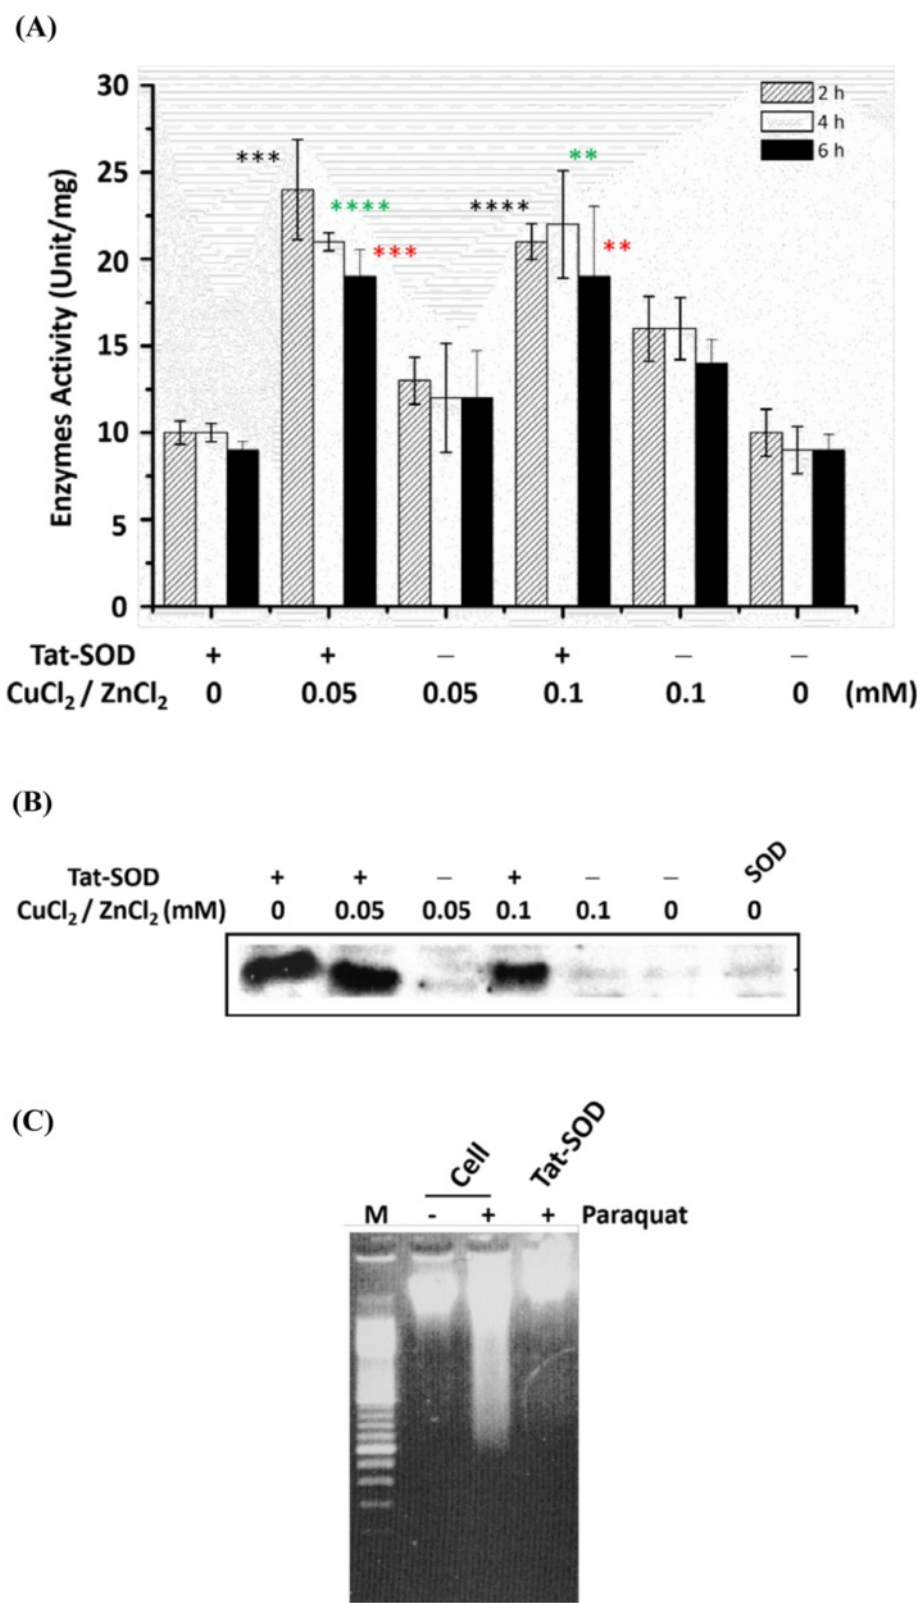 (A)
30
25
20
15
10
5
0
Enzymes Activity (Unit/mg)
2 h
4 h
6 h
***
****
***
****
**
**
Tat-SOD + + – + – –
CuCl₂ / ZnCl₂ 0 0.05 0.05 0.1 0.1 0 (mM)
(B)
Tat-SOD + + – + – – SOD
CuCl₂ / ZnCl₂ (mM) 0 0.05 0.05 0.1 0.1 0 0
(C)
Cell Tat-SOD
M - + + Paraquat